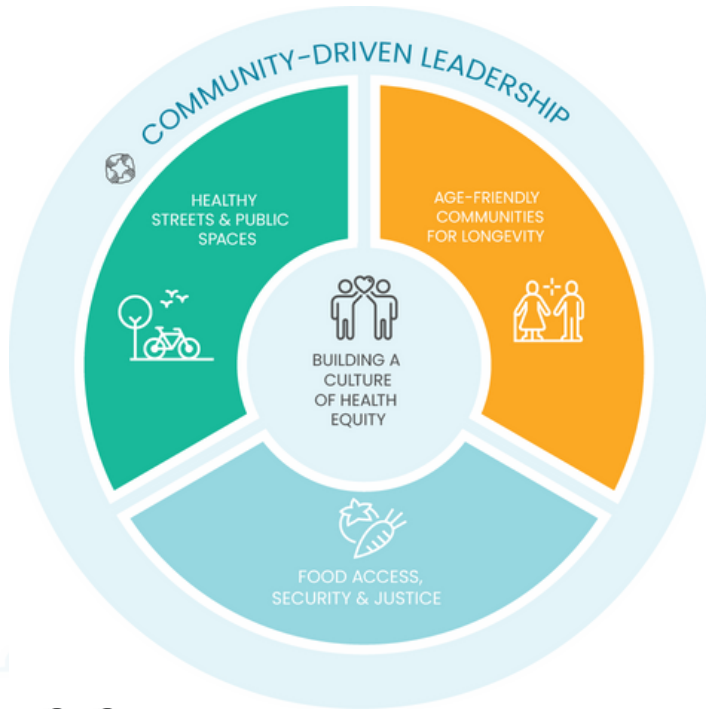 COMMUNITY-DRIVEN LEADERSHIP
HEALTHY
STREETS & PUBLIC
SPACES
AGE-FRIENDLY
COMMUNITIES
FOR LONGEVITY
BUILDING A
CULTURE
OF HEALTH
EQUITY
FOOD ACCESS,
SECURITY & JUSTICE